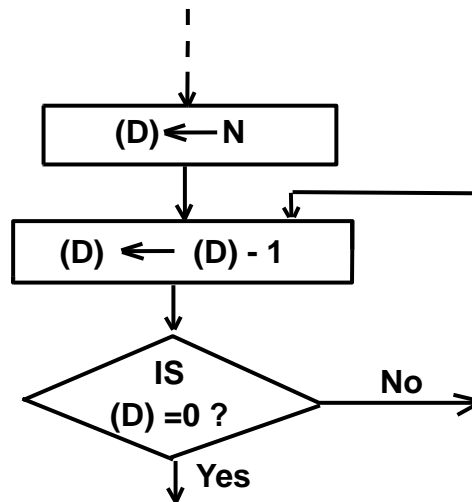 (D) ← N
(D) ← (D) - 1
IS
(D) =0 ?
No
Yes